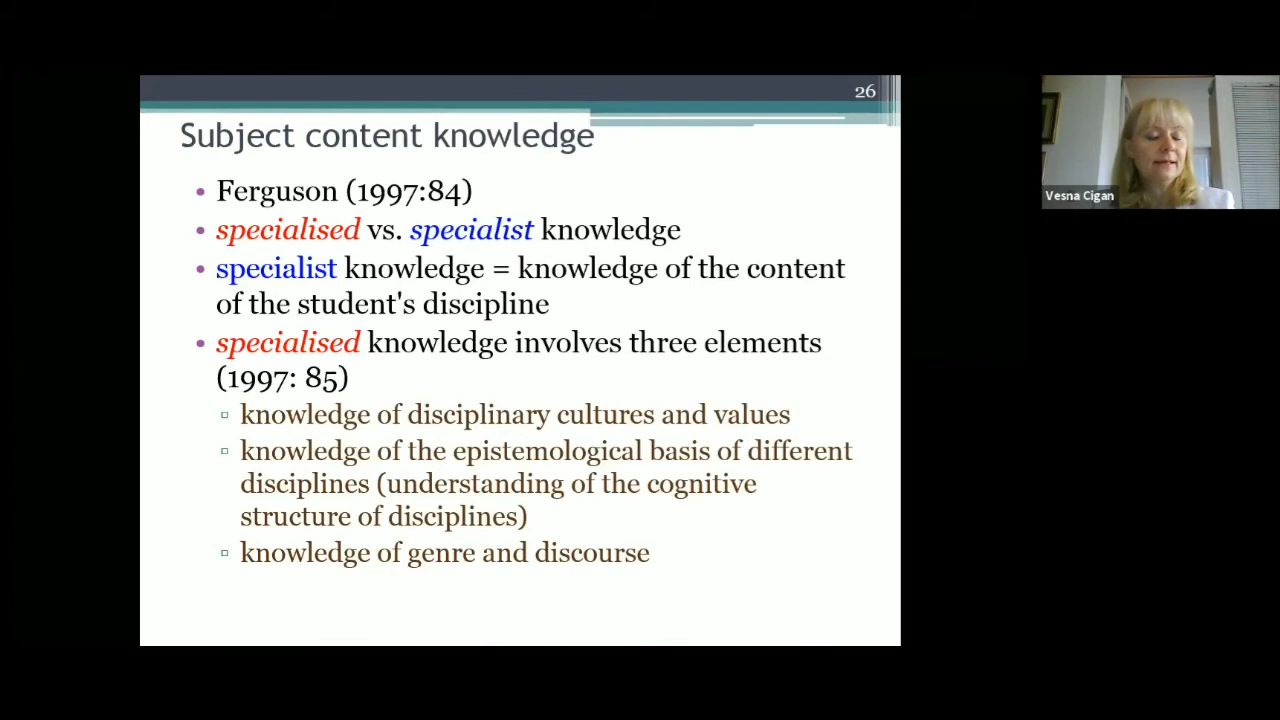 26
Subject content knowledge
• Ferguson (1997:84)
• specialised vs. specialist knowledge
• specialist knowledge = knowledge of the content
of the student's discipline
• specialised knowledge involves three elements
(1997: 85)
▫ knowledge of disciplinary cultures and values
▫ knowledge of the epistemological basis of different
disciplines (understanding of the cognitive
structure of disciplines)
▫ knowledge of genre and discourse
Vesna Cigan